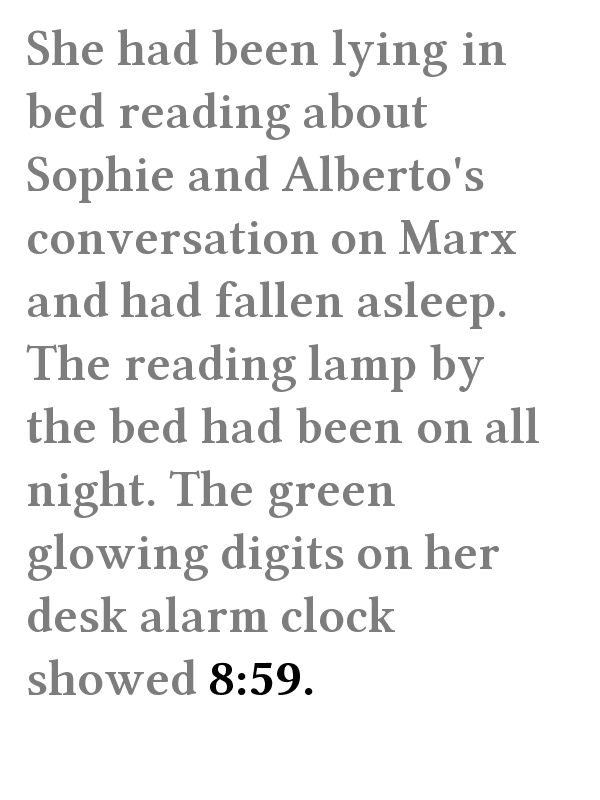 She had been lying in
bed reading about
Sophie and Alberto's
conversation on Marx
and had fallen asleep.
The reading lamp by
the bed had been on all
night. The green
glowing digits on her
desk alarm clock
showed 8:59.